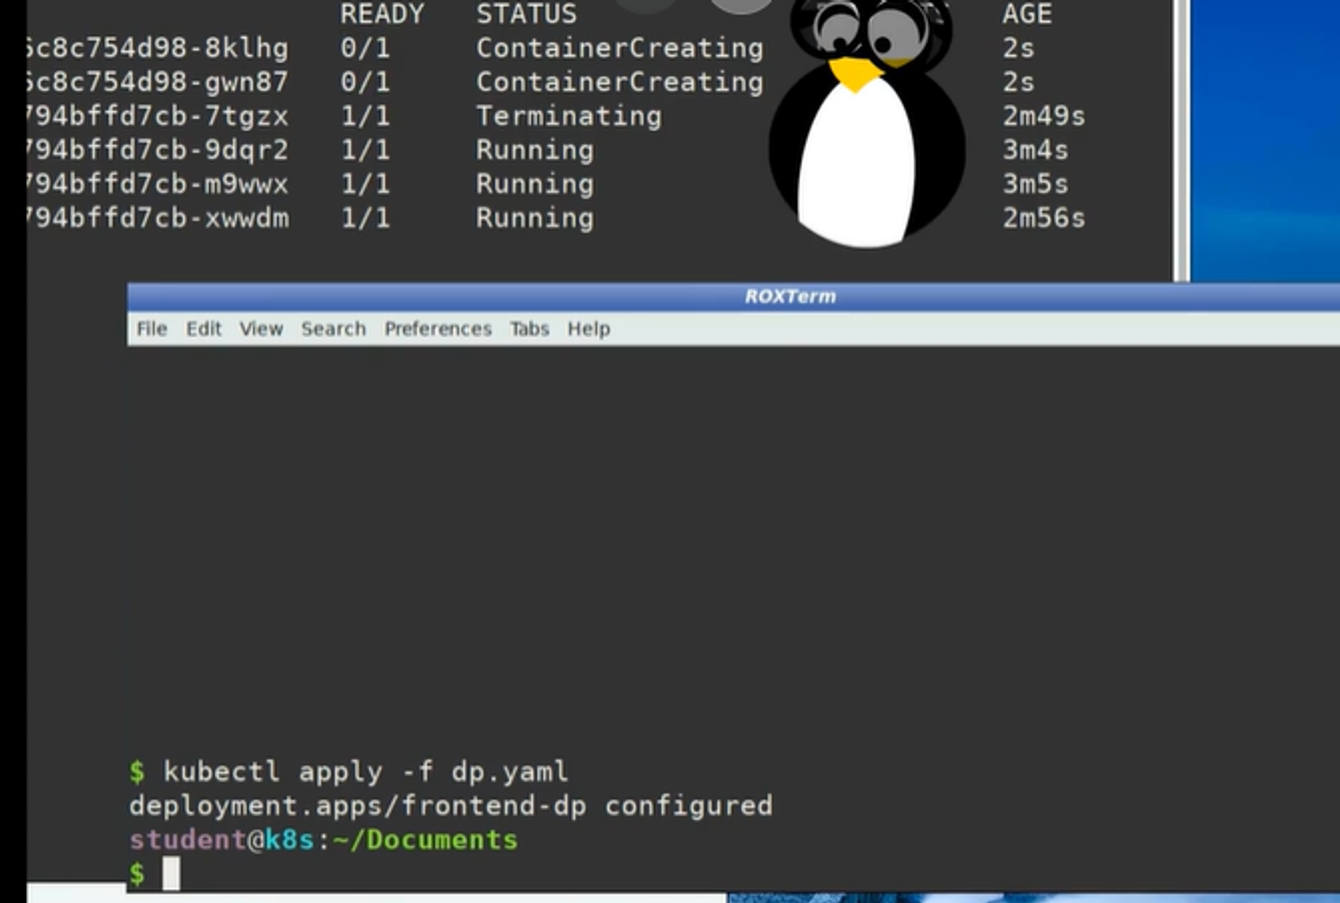 READY STATUS AGE
6c8c754d98-8klhg 0/1 ContainerCreating 2s
6c8c754d98-gwn87 0/1 ContainerCreating 2s
794bffd7cb-7tgzx 1/1 Terminating 2m49s
794bffd7cb-9dqr2 1/1 Running 3m4s
794bffd7cb-m9wwx 1/1 Running 3m5s
794bffd7cb-xwwdm 1/1 Running 2m56s
ROXTerm
File Edit View Search Preferences Tabs Help
$ kubectl apply -f dp.yaml
deployment.apps/frontend-dp configured
student@k8s:~/Documents
$